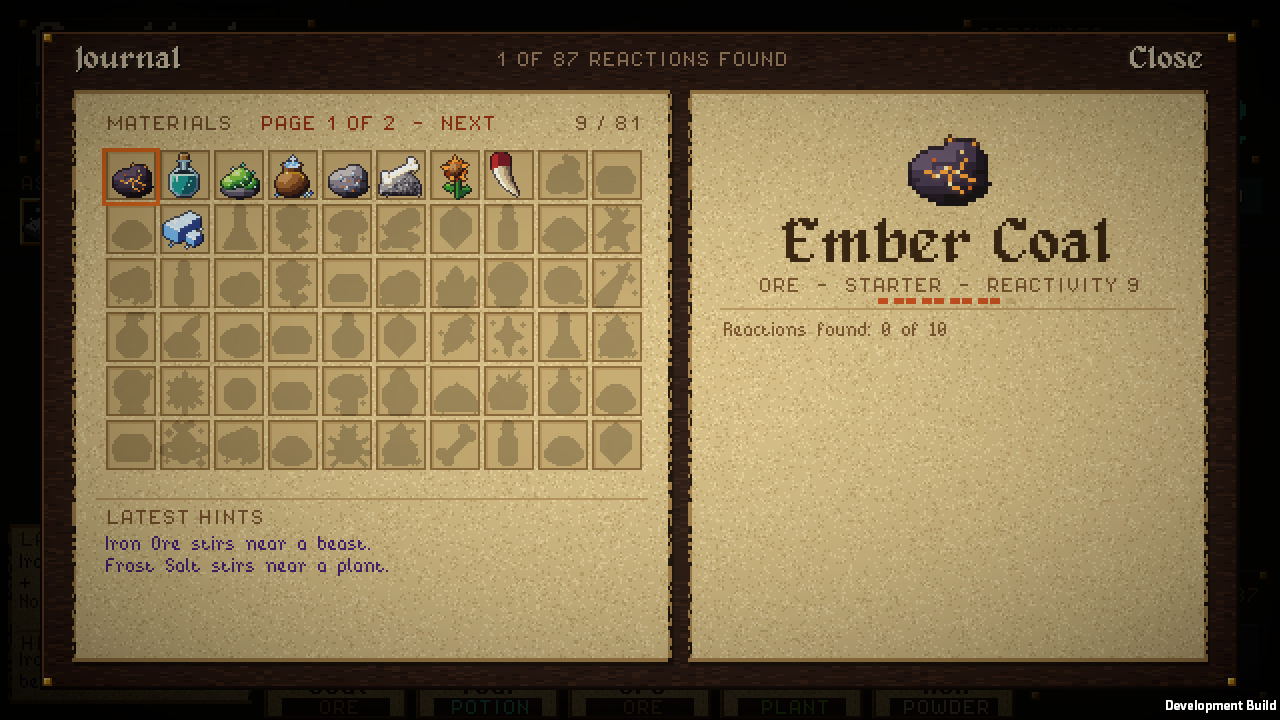 Journal
1 OF 87 REACTIONS FOUND
Close
MATERIALS PAGE 1 OF 2 - NEXT 9 / 81
Ember Coal
ORE - STARTER - REACTIVITY 9
Reactions found: 0 of 10
LATEST HINTS
Iron Ore stirs near a beast.
Frost Salt stirs near a plant.
ORE
POTION
ORE
PLANT
POWDER
Development Build